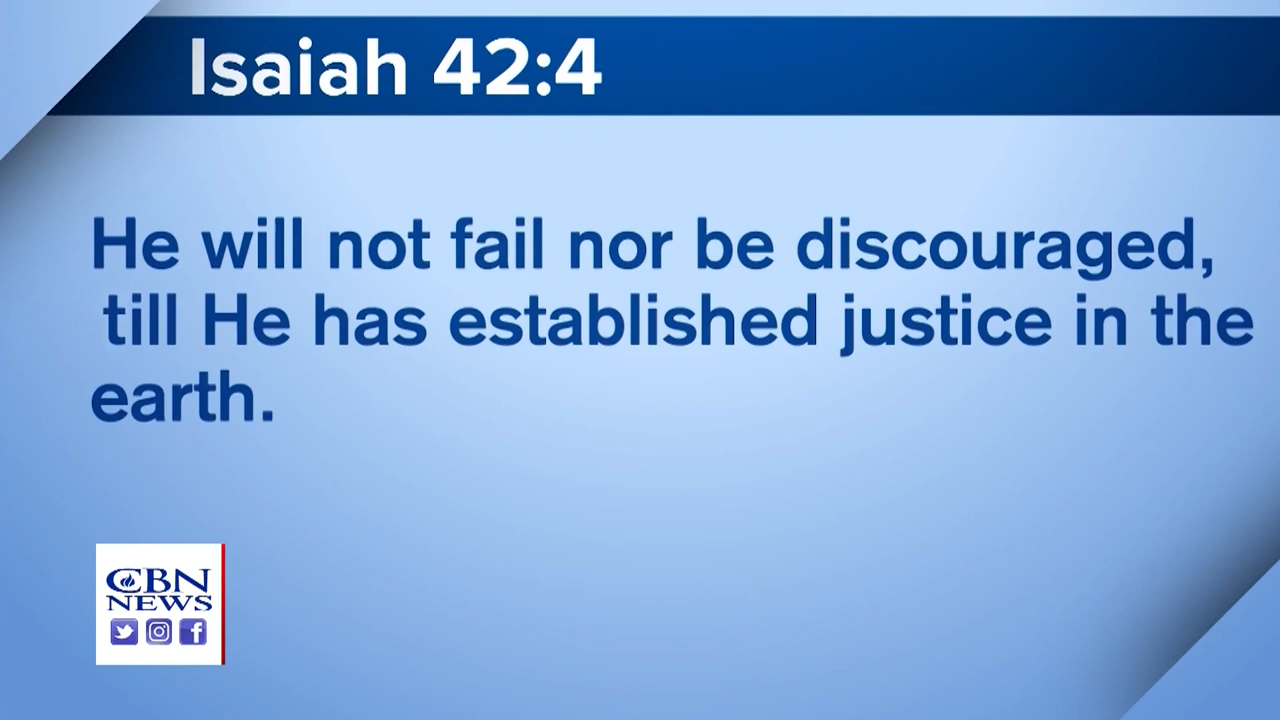 Isaiah 42:4
He will not fail nor be discouraged,
till He has established justice in the
earth.
CBN
NEWS